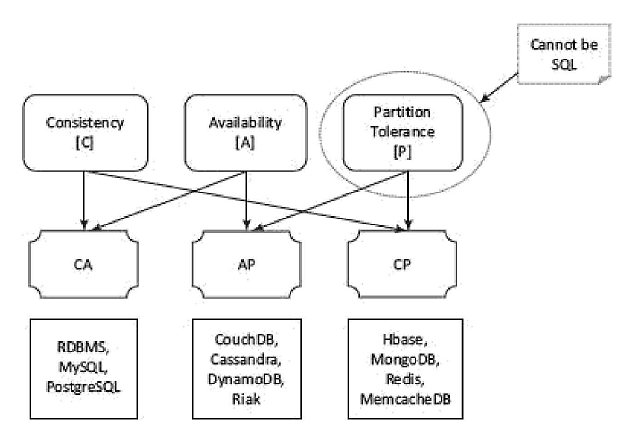 Cannot be
SQL
Consistency
[C]
Availability
[A]
Partition
Tolerance
[P]
CA
AP
CP
RDBMS,
MySQL,
PostgreSQL
CouchDB,
Cassandra,
DynamoDB,
Riak
Hbase,
MongoDB,
Redis,
MemcacheDB